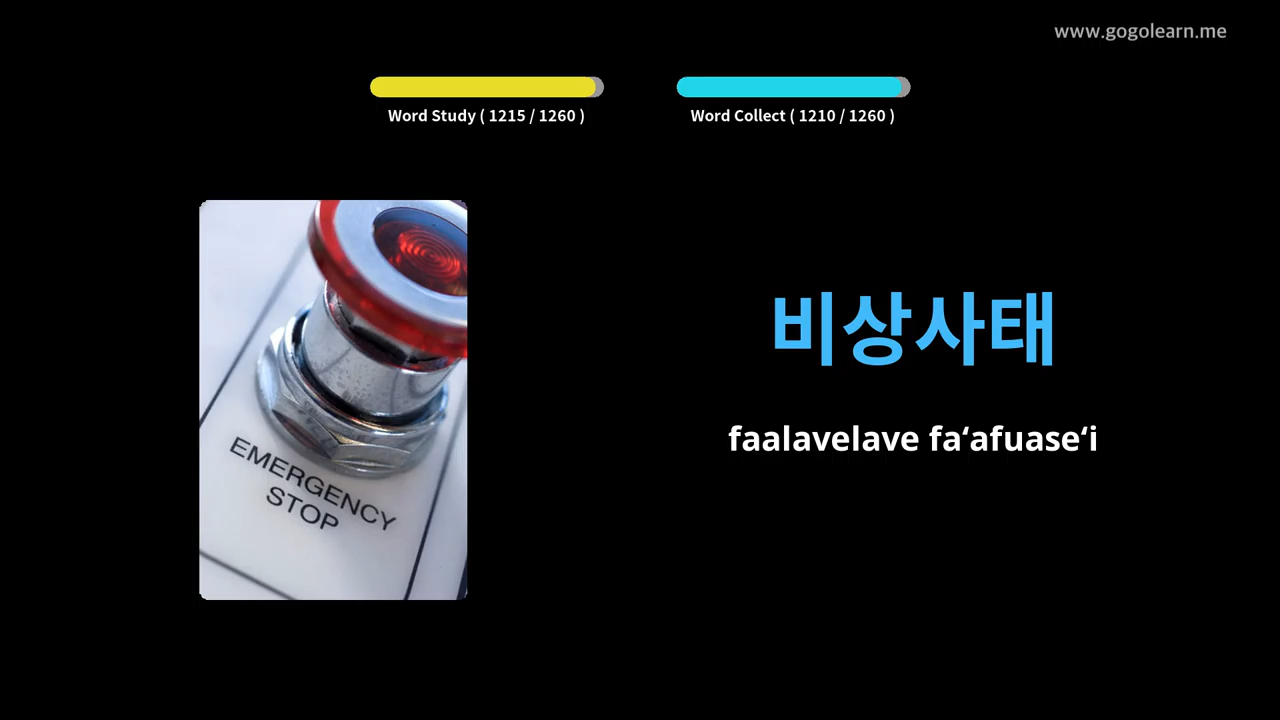 www.gogolearn.me
Word Study ( 1215 / 1260 )
Word Collect ( 1210 / 1260 )
EMERGENCY
STOP
비상사태
faalavelave fa‘afuase‘i